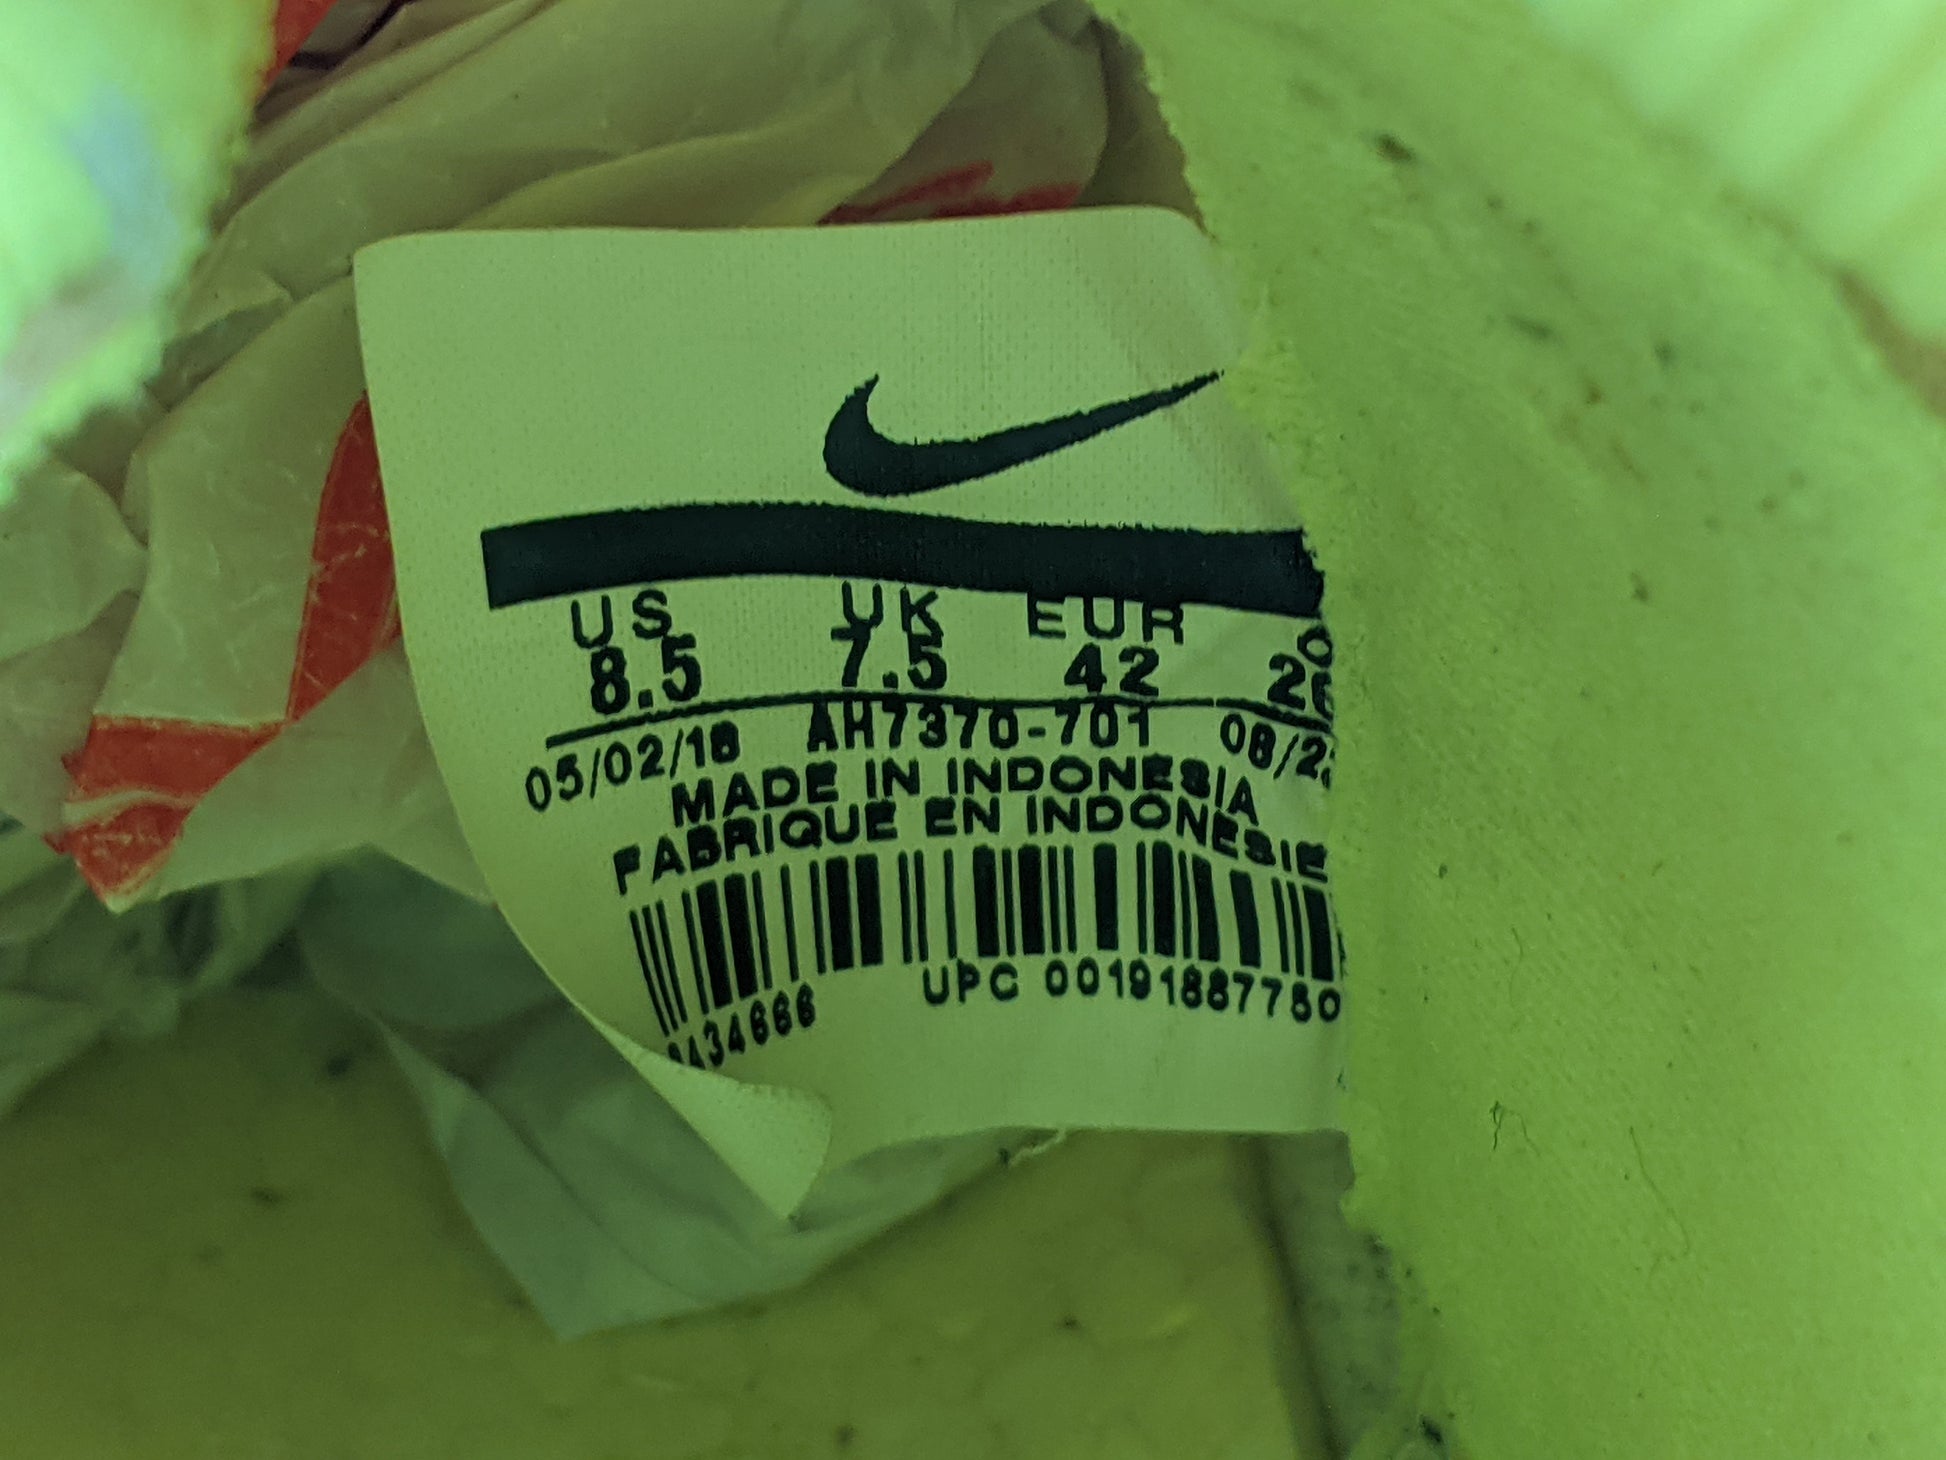 US UK EUR
8.5 7.5 42
05/02/18 AH7370-701
MADE IN INDONESIA
FABRIQUE EN INDONESIE
UPC 00191887780